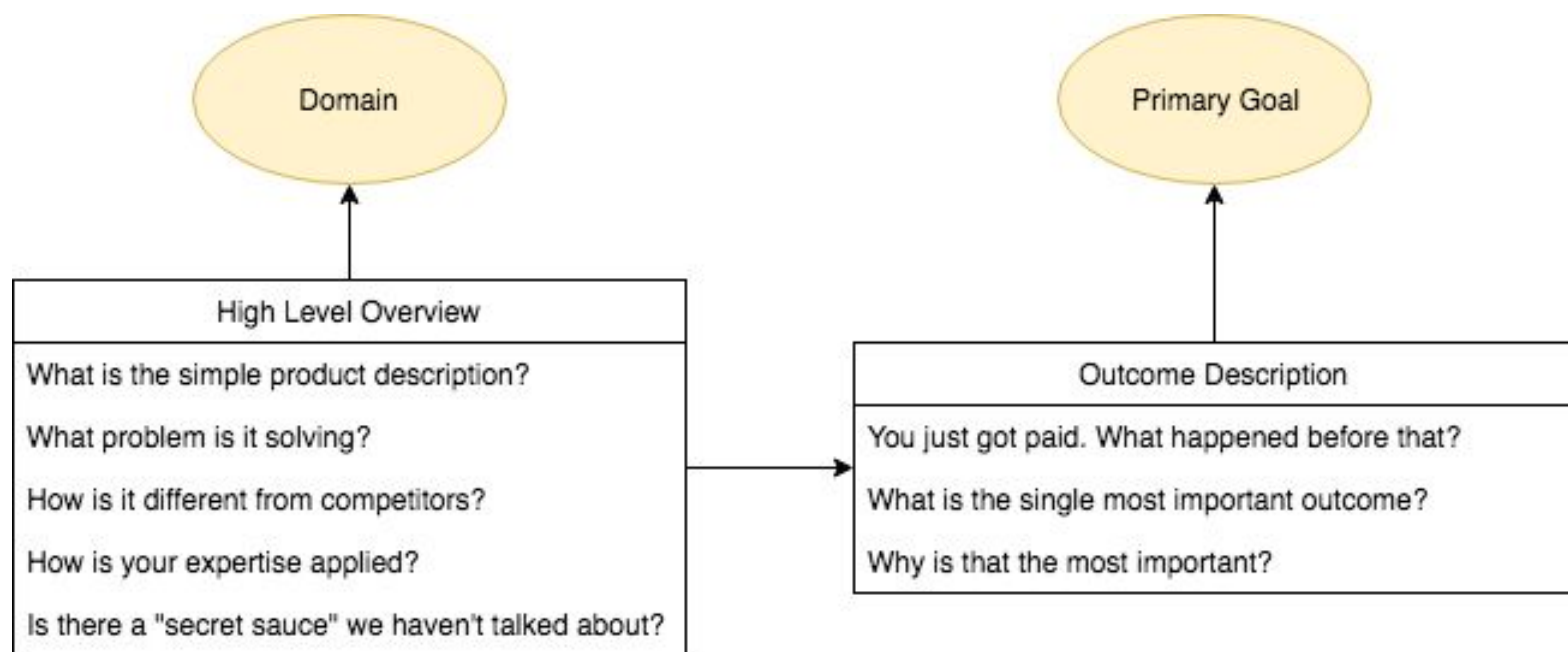 Domain
Primary Goal
High Level Overview
What is the simple product description?
What problem is it solving?
How is it different from competitors?
How is your expertise applied?
Is there a "secret sauce" we haven't talked about?
Outcome Description
You just got paid. What happened before that?
What is the single most important outcome?
Why is that the most important?